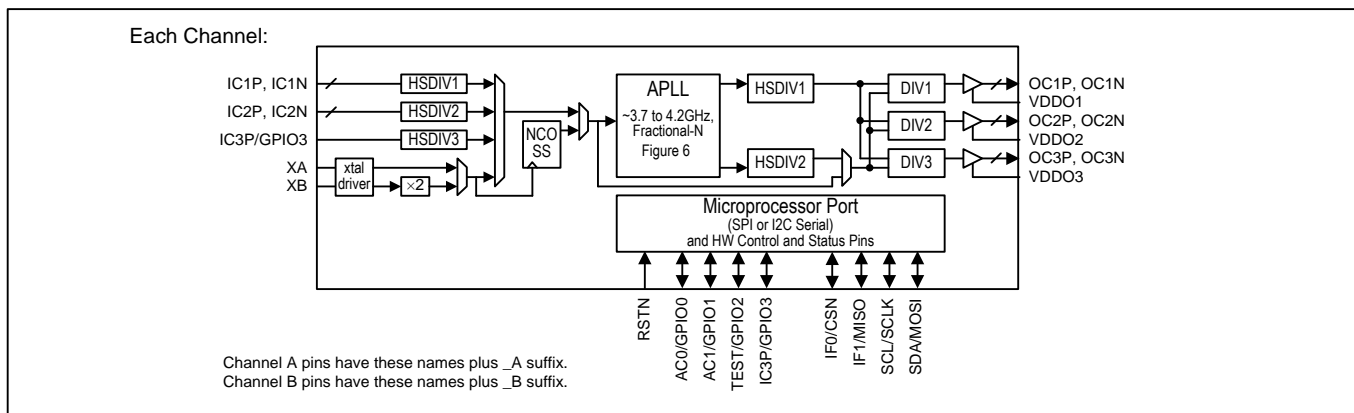 Each Channel:
IC1P, IC1N
IC2P, IC2N
IC3P/GPIO3
XA
XB
HSDIV1
HSDIV2
HSDIV3
xtal
driver
×2
NCO
SS
APLL
~3.7 to 4.2GHz,
Fractional-N
Figure 6
HSDIV1
HSDIV2
DIV1
DIV2
DIV3
OC1P, OC1N
VDDO1
OC2P, OC2N
VDDO2
OC3P, OC3N
VDDO3
Microprocessor Port
(SPI or I2C Serial)
and HW Control and Status Pins
RSTN
AC0/GPIO0
AC1/GPIO1
TEST/GPIO2
IC3P/GPIO3
IF0/CSN
IF1/MISO
SCL/SCLK
SDA/MOSI
Channel A pins have these names plus _A suffix.
Channel B pins have these names plus _B suffix.